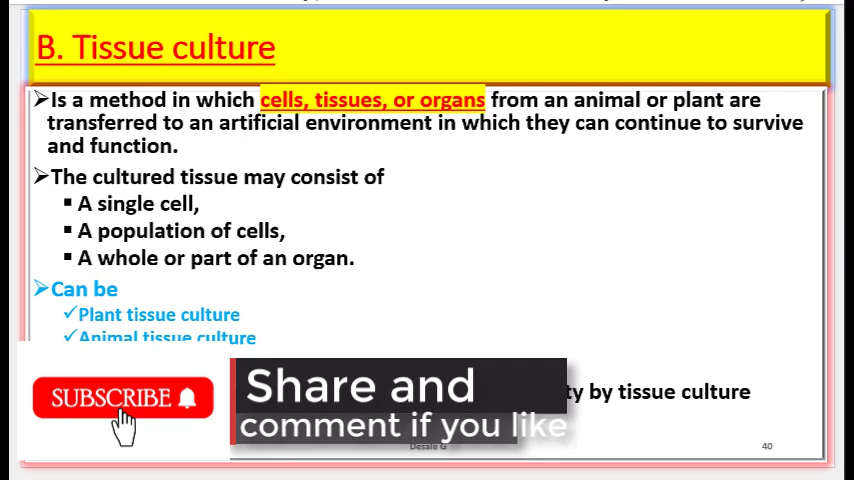 B. Tissue culture
➢Is a method in which cells, tissues, or organs from an animal or plant are
transferred to an artificial environment in which they can continue to survive
and function.
➢The cultured tissue may consist of
▪ A single cell,
▪ A population of cells,
▪ A whole or part of an organ.
➢Can be
✓Plant tissue culture
✓Animal tissue culture
by tissue culture
SUBSCRIBE
Share and
comment if you like
Desale G
40